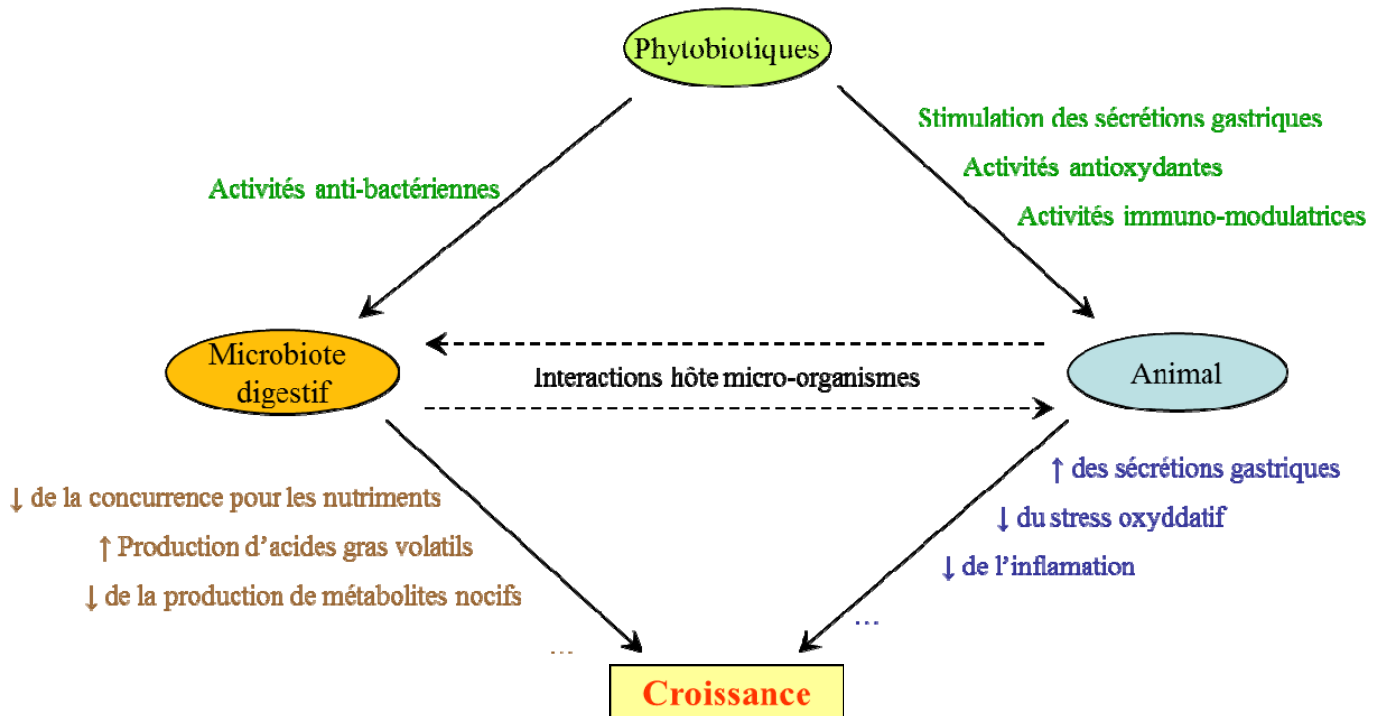 Phytobiotiques
Stimulation des sécrétions gastriques
Activités antioxydantes
Activités anti-bactériennes
Activités immuno-modulatrices
Microbiote
digestif
Interactions hôte micro-organismes
Animal
↑ des sécrétions gastriques
↓ de la concurrence pour les nutriments
↓ du stress oxyddatif
↑ Production d'acides gras volatils
↓ de l'inflamation
↓ de la production de métabolites nocifs
...
...
Croissance